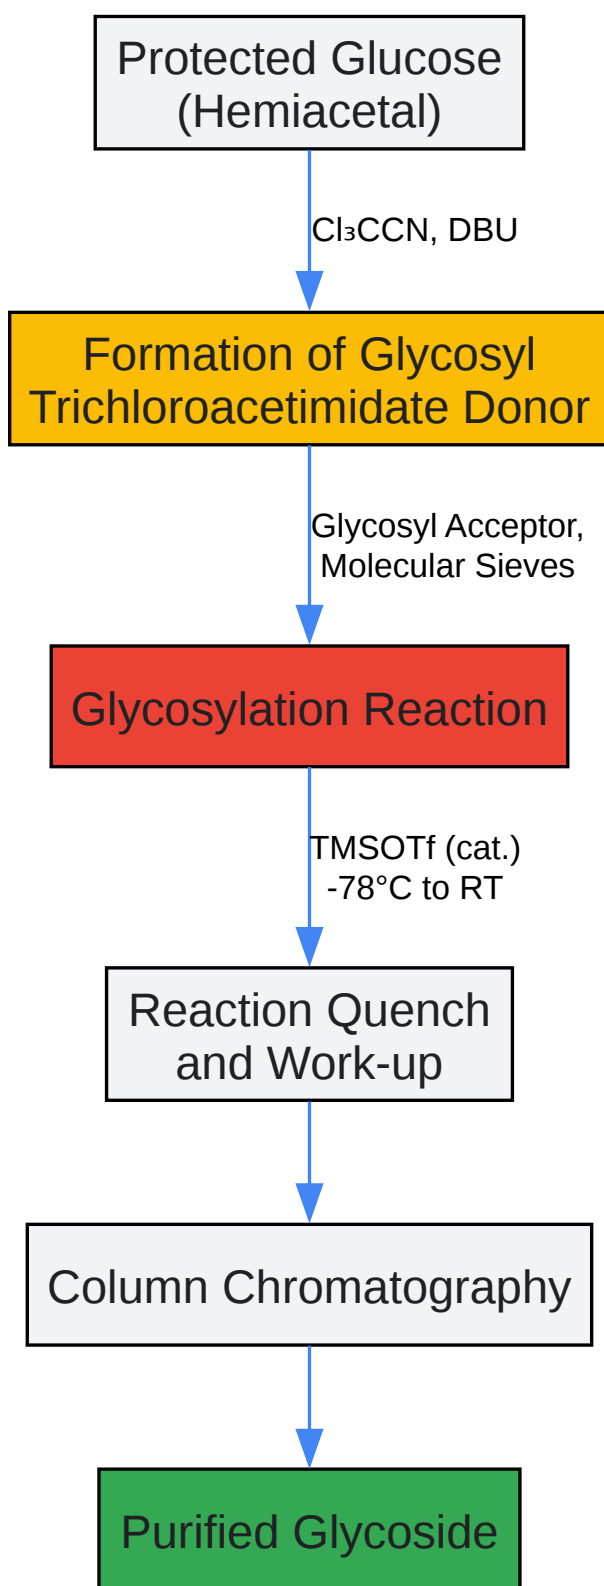 Protected Glucose
(Hemiacetal)
Cl₃CCN, DBU
Formation of Glycosyl
Trichloroacetimidate Donor
Glycosyl Acceptor,
Molecular Sieves
Glycosylation Reaction
TMSOTf (cat.)
-78°C to RT
Reaction Quench
and Work-up
Column Chromatography
Purified Glycoside